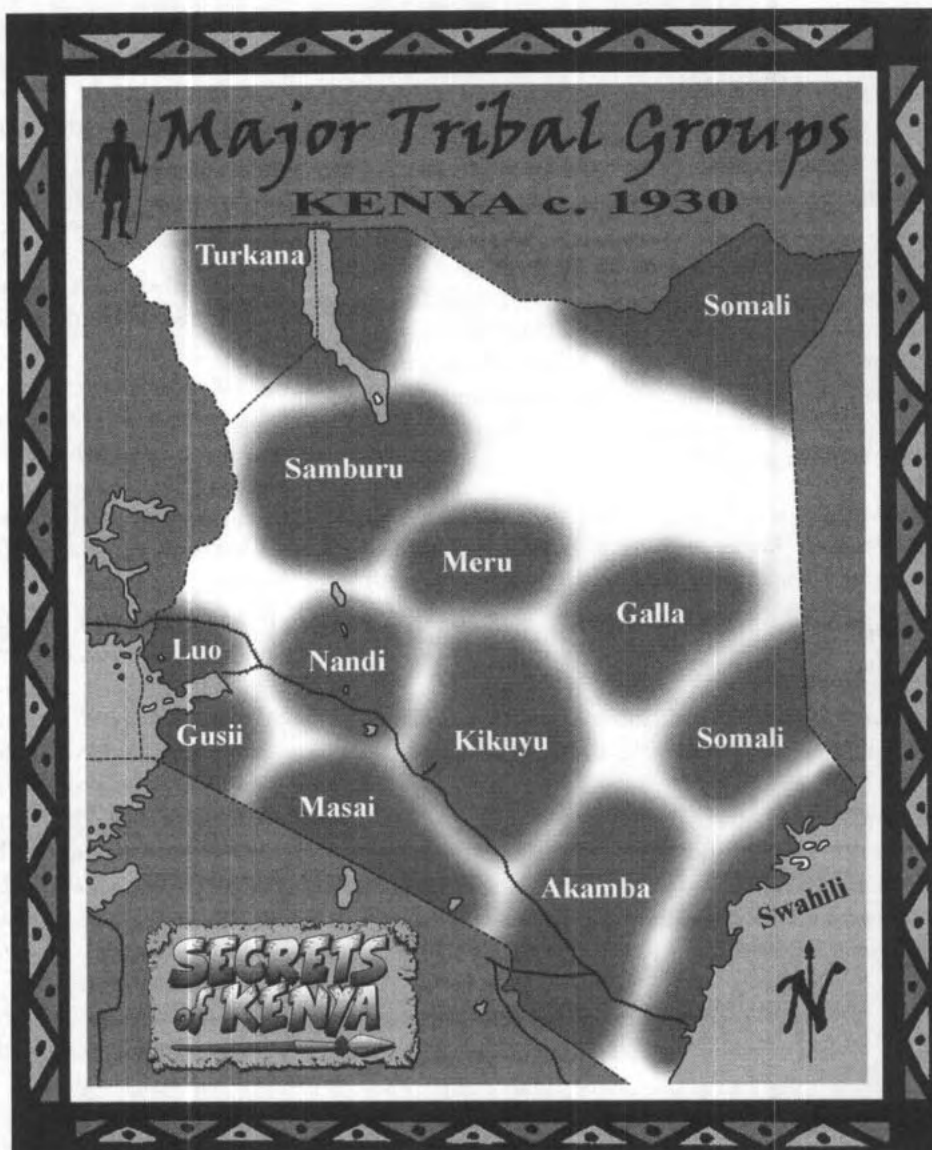 Major Tribal Groups
KENYA c. 1930
Turkana
Somali
Samburu
Meru
Galla
Luo
Nandi
Gusii
Kikuyu
Somali
Masai
Akamba
Swahili
SECRETS
of KENYA
N